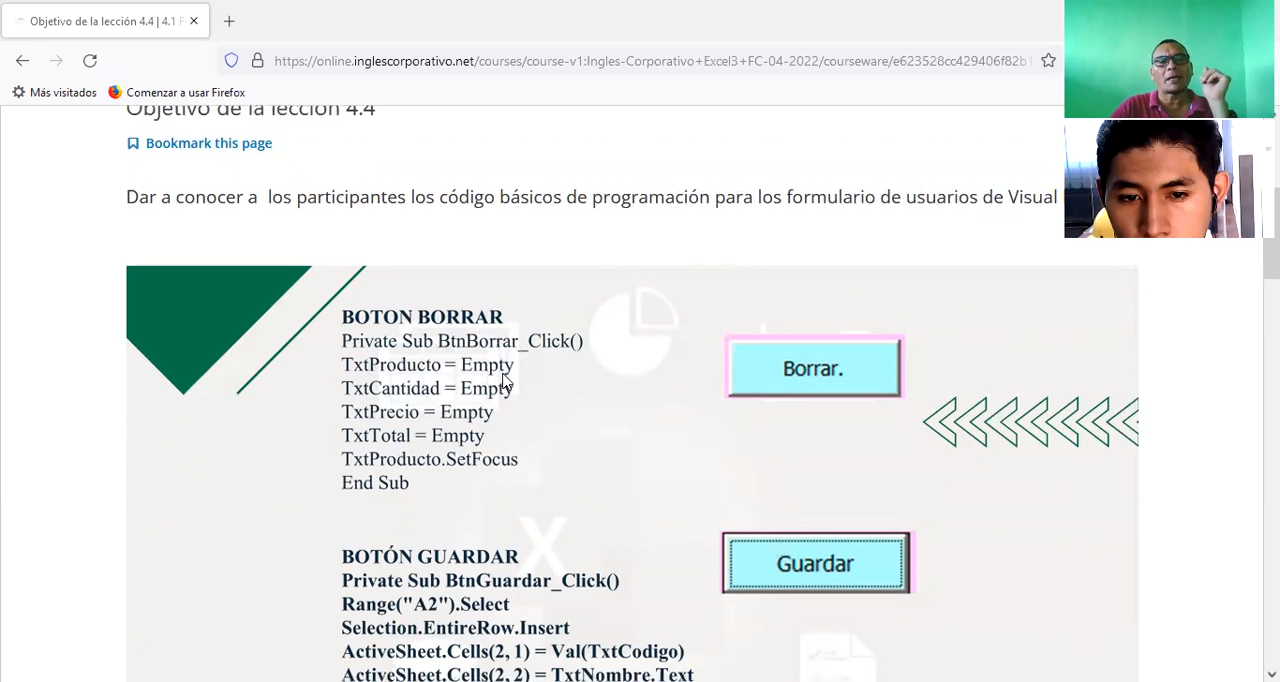 Objetivo de la lección 4.4 | 4.1 F
https://online.inglescorporativo.net/courses/course-v1:Ingles-Corporativo+Excel3+FC-04-2022/courseware/e623528cc429406f82b1
Más visitados
Comenzar a usar Firefox
Objetivo de la lección 4.4
Bookmark this page
Dar a conocer a los participantes los código básicos de programación para los formulario de usuarios de Visual
BOTON BORRAR
Private Sub BtnBorrar_Click()
TxtProducto = Empty
TxtCantidad = Empty
TxtPrecio = Empty
TxtTotal = Empty
TxtProducto.SetFocus
End Sub
Borrar.
BOTÓN GUARDAR
Private Sub BtnGuardar_Click()
Range("A2").Select
Selection.EntireRow.Insert
ActiveSheet.Cells(2, 1) = Val(TxtCodigo)
ActiveSheet.Cells(2, 2) = TxtNombre.Text
Guardar